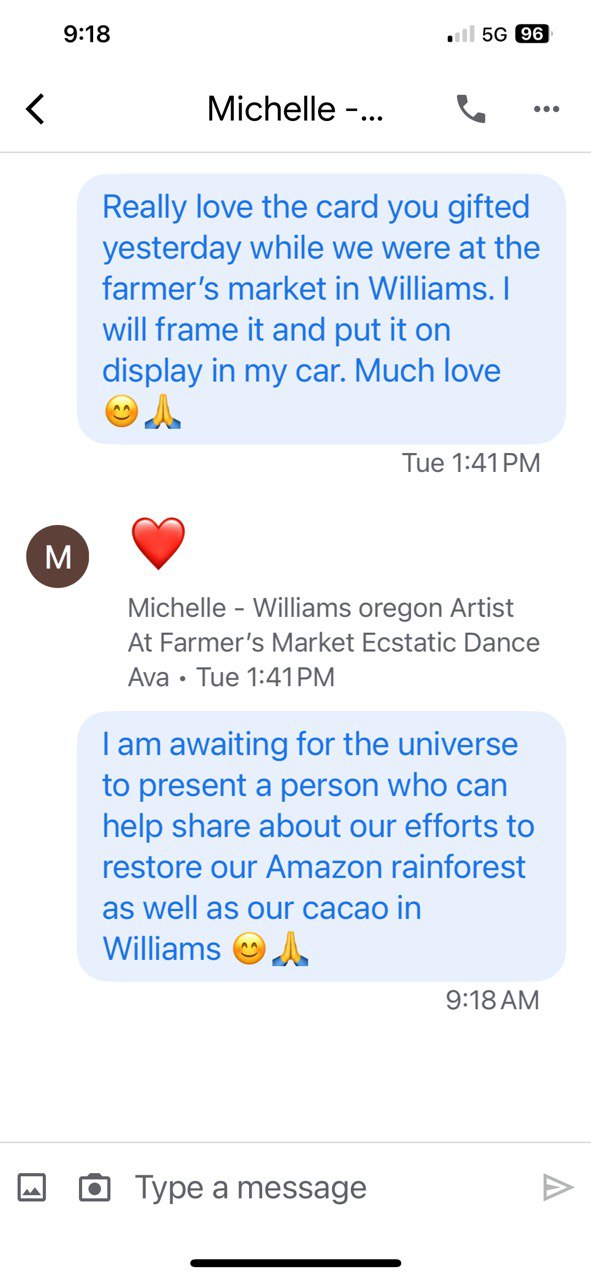 9:18
5G 96
Michelle -...
Really love the card you gifted
yesterday while we were at the
farmer’s market in Williams. I
will frame it and put it on
display in my car. Much love
😊🙏
Tue 1:41 PM
M
❤️
Michelle - Williams oregon Artist
At Farmer’s Market Ecstatic Dance
Ava • Tue 1:41 PM
I am awaiting for the universe
to present a person who can
help share about our efforts to
restore our Amazon rainforest
as well as our cacao in
Williams 😊🙏
9:18 AM
Type a message